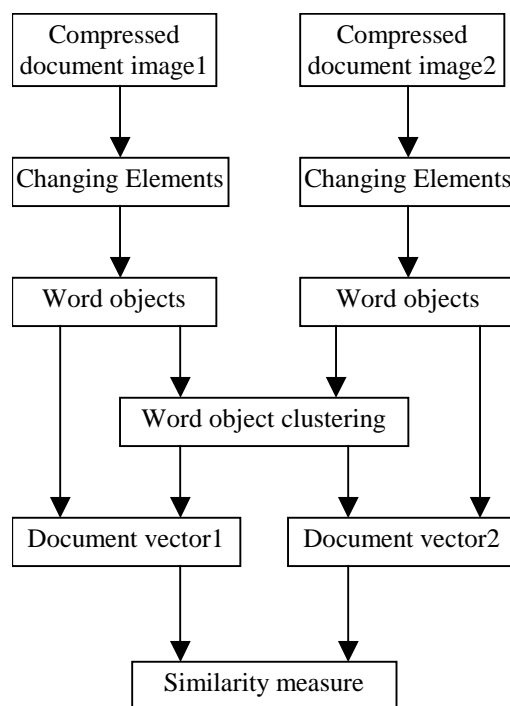 Compressed
document image1
Compressed
document image2
Changing Elements
Changing Elements
Word objects
Word objects
Word object clustering
Document vector1
Document vector2
Similarity measure